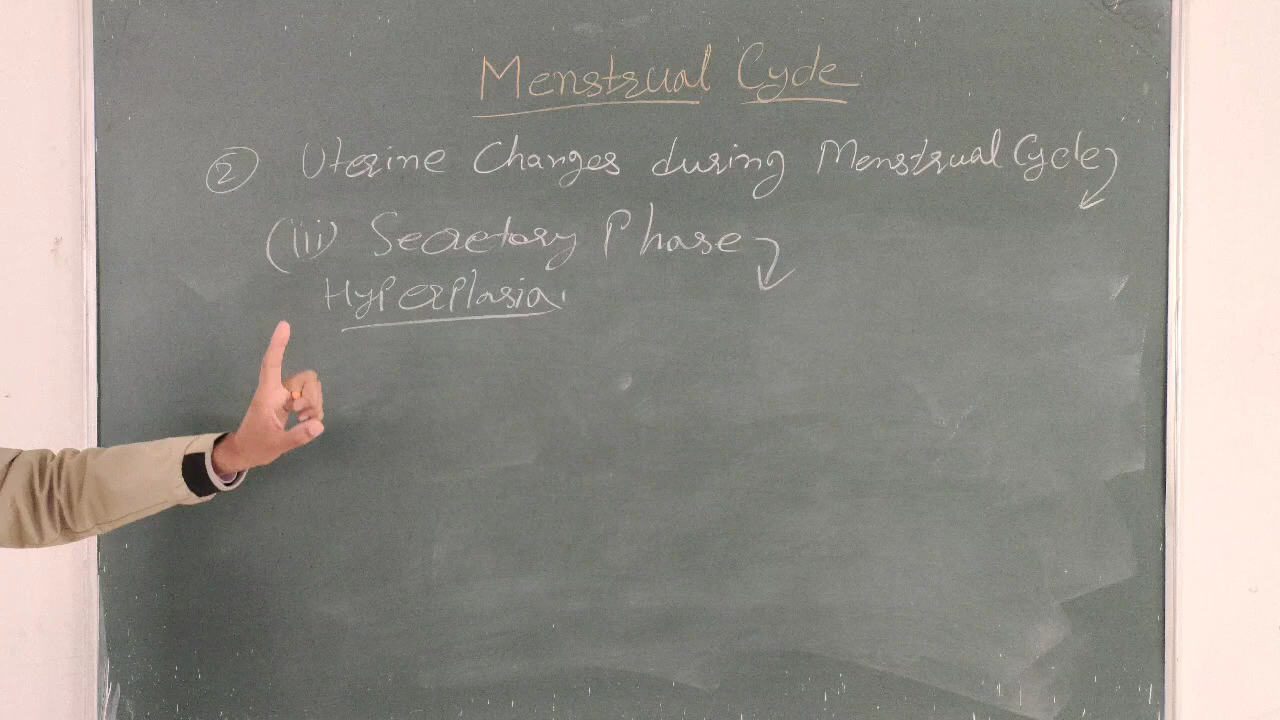 Menstrual Cycle
② Uterine Changes during Menstrual Cycle
(iii) Secretory Phase
Hyperplasia